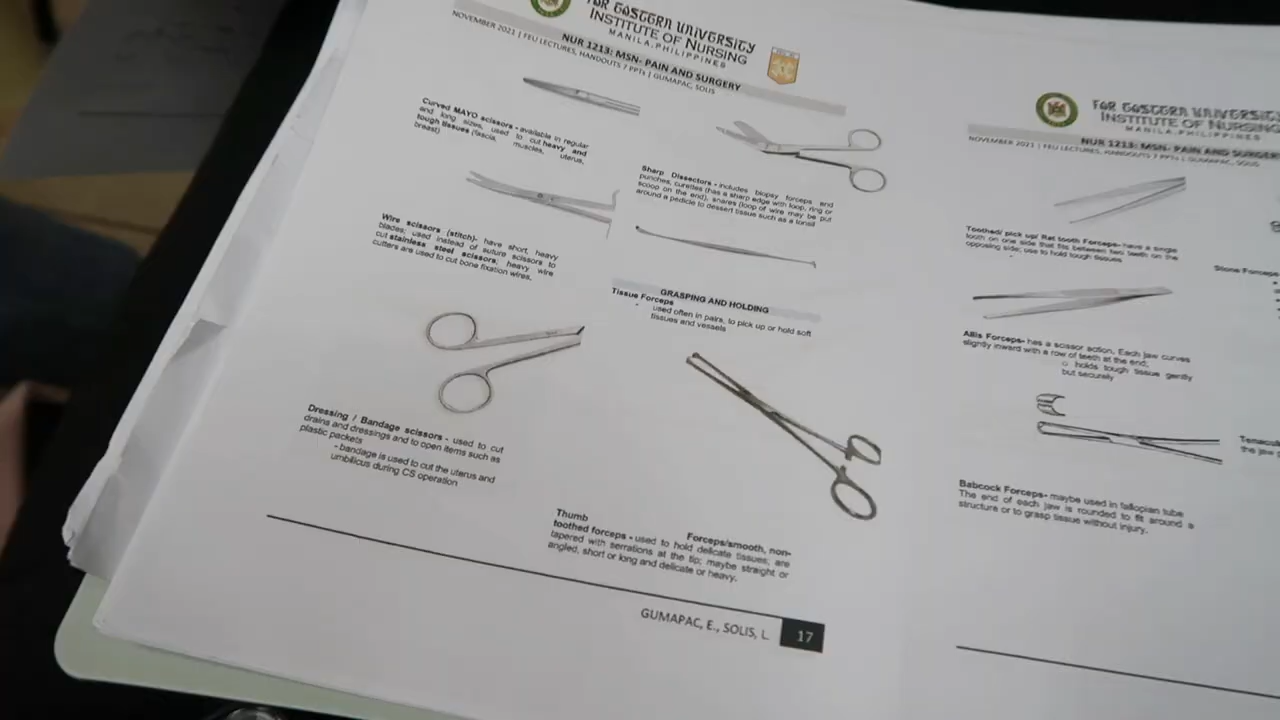 FAR EASTERN UNIVERSITY
INSTITUTE OF NURSING
MANILA, PHILIPPINES
NUR 1213: MSN- PAIN AND SURGERY
NOVEMBER 2021 | FEU LECTURES, HANDOUTS 7 PPTs | GUMAPAC, SOLIS
Curved MAYO scissors - available in regular
and long sizes, used to cut heavy and
tough tissues (fascia, muscles, uterus,
breast)
Wire scissors (stitch)- have short, heavy
blades; used instead of suture scissors to
cut stainless steel scissors; heavy wire
cutters are used to cut bone fixation wires.
Dressing / Bandage scissors - used to cut
drains and dressings and to open items such as
plastic packets
- bandage is used to cut the uterus and
umbilicus during CS operation
Sharp Dissectors - includes biopsy forceps and
punches, curettes (has a sharp edge with loop, ring or
scoop on the end), snares (loop of wire may be put
around a pedicle to dessert tissue such as a tonsil
GRASPING AND HOLDING
Tissue Forceps
- used often in pairs, to pick up or hold soft
tissues and vessels
Thumb Forceps/smooth, non-
toothed forceps - used to hold delicate tissues; are
tapered with serrations at the tip; maybe straight or
angled, short or long and delicate or heavy.
GUMAPAC, E., SOLIS, L.
17
FAR EASTERN UNIVERSITY
INSTITUTE OF NURSING
MANILA, PHILIPPINES
NUR 1213: MSN- PAIN AND SURGERY
NOVEMBER 2021 | FEU LECTURES, HANDOUTS 7 PPTs | GUMAPAC, SOLIS
Toothed/ pick up/ Rat tooth Forceps- have a single
tooth on one side that fits between two teeth on the
opposing side; use to hold tough tissues
Allis Forceps- has a scissor action. Each jaw curves
slightly inward with a row of teeth at the end;
○ holds tough tissue gently
but securely
Babcock Forceps- maybe used in fallopian tube
The end of each jaw is rounded to fit around a
structure or to grasp tissue without injury.
Stone Forceps
the jaw